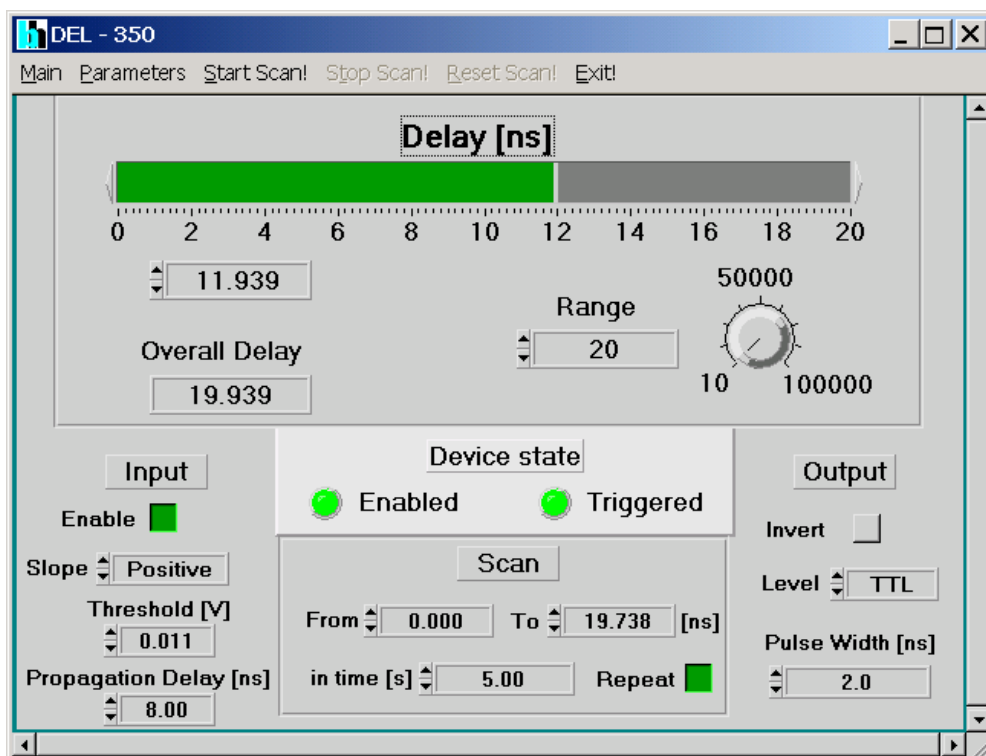 DEL - 350
Main Parameters Start Scan! Stop Scan! Reset Scan! Exit!
Delay [ns]
0 2 4 6 8 10 12 14 16 18 20
11.939
50000
Range
20
10 100000
Overall Delay
19.939
Device state
Enabled Triggered
Input
Enable
Slope Positive
Threshold [V]
0.011
Propagation Delay [ns]
8.00
Scan
From 0.000 To 19.738 [ns]
in time [s] 5.00 Repeat
Output
Invert
Level TTL
Pulse Width [ns]
2.0